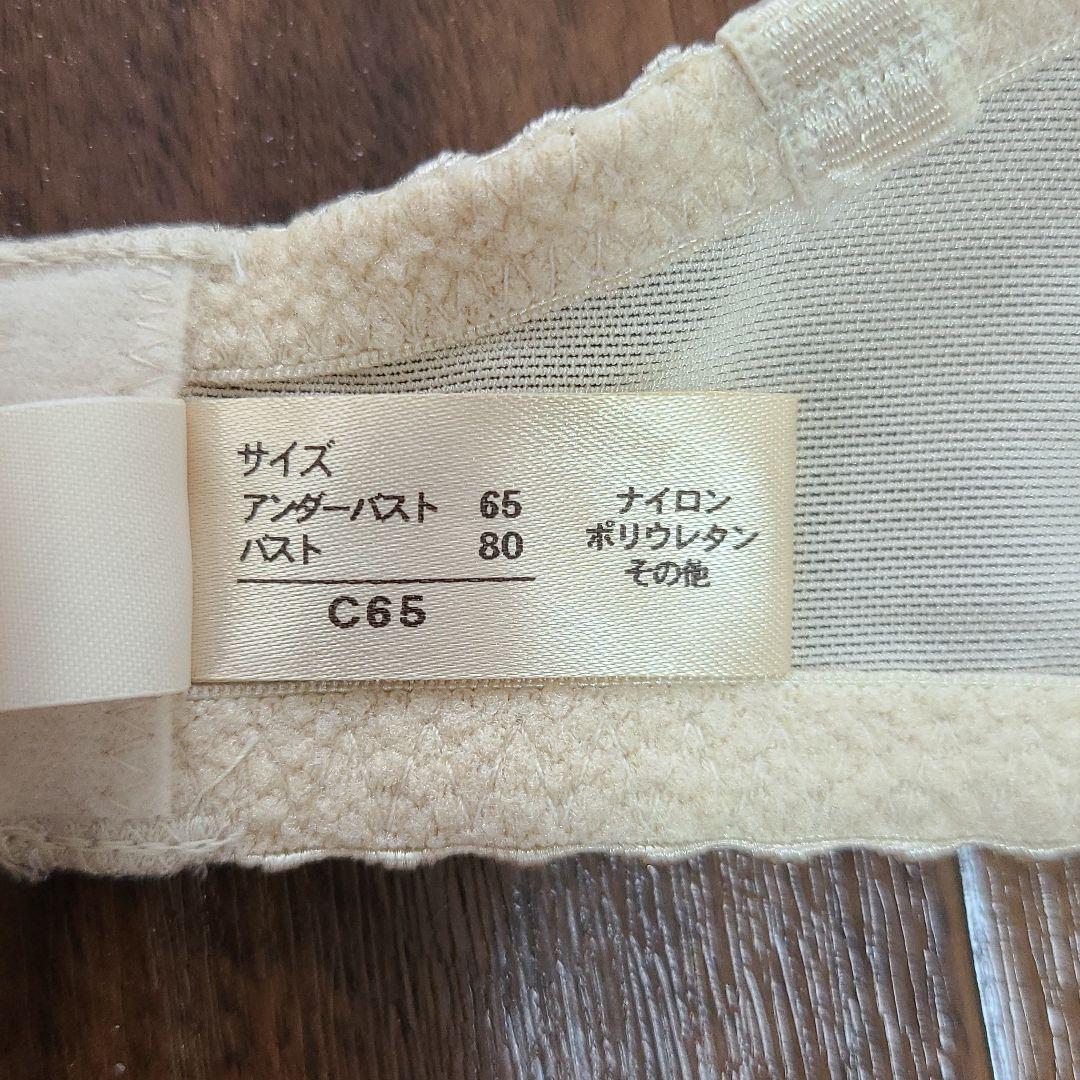 サイズ
アンダーバスト 65
バスト 80
C65
ナイロン
ポリウレタン
その他